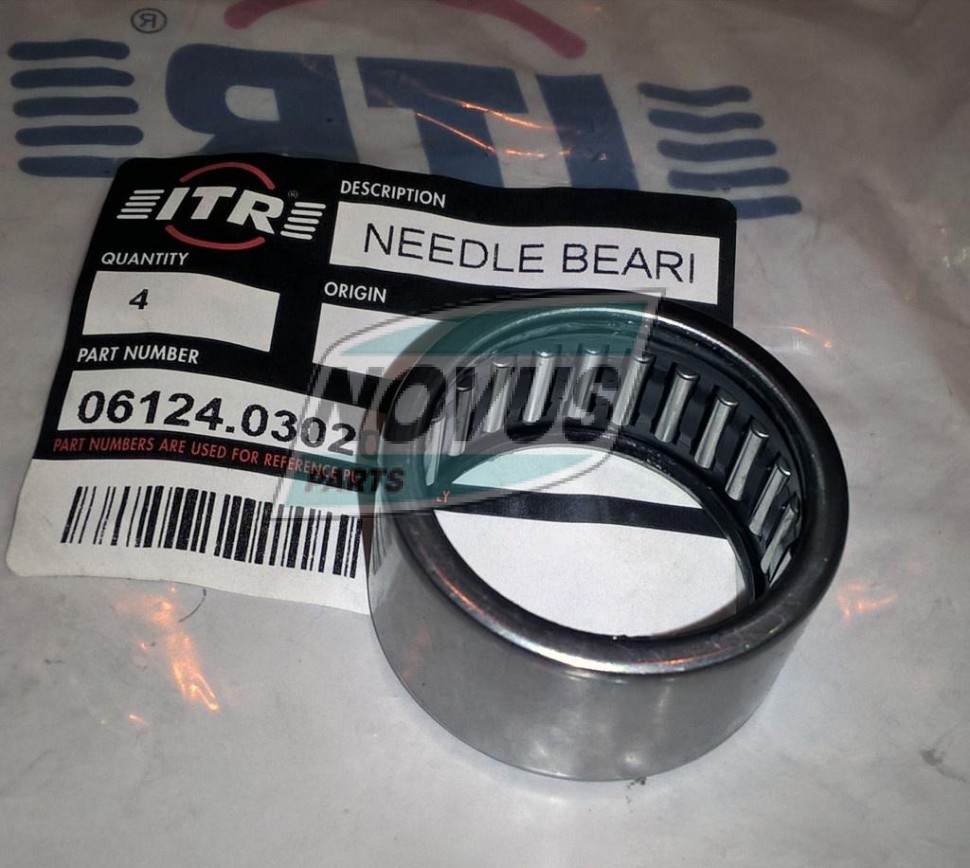 ®
ITR
ITR®
DESCRIPTION
NEEDLE BEARI
QUANTITY
4
ORIGIN
PART NUMBER
06124.0302
PART NUMBERS ARE USED FOR REFERENCE
NOVUS
PARTS